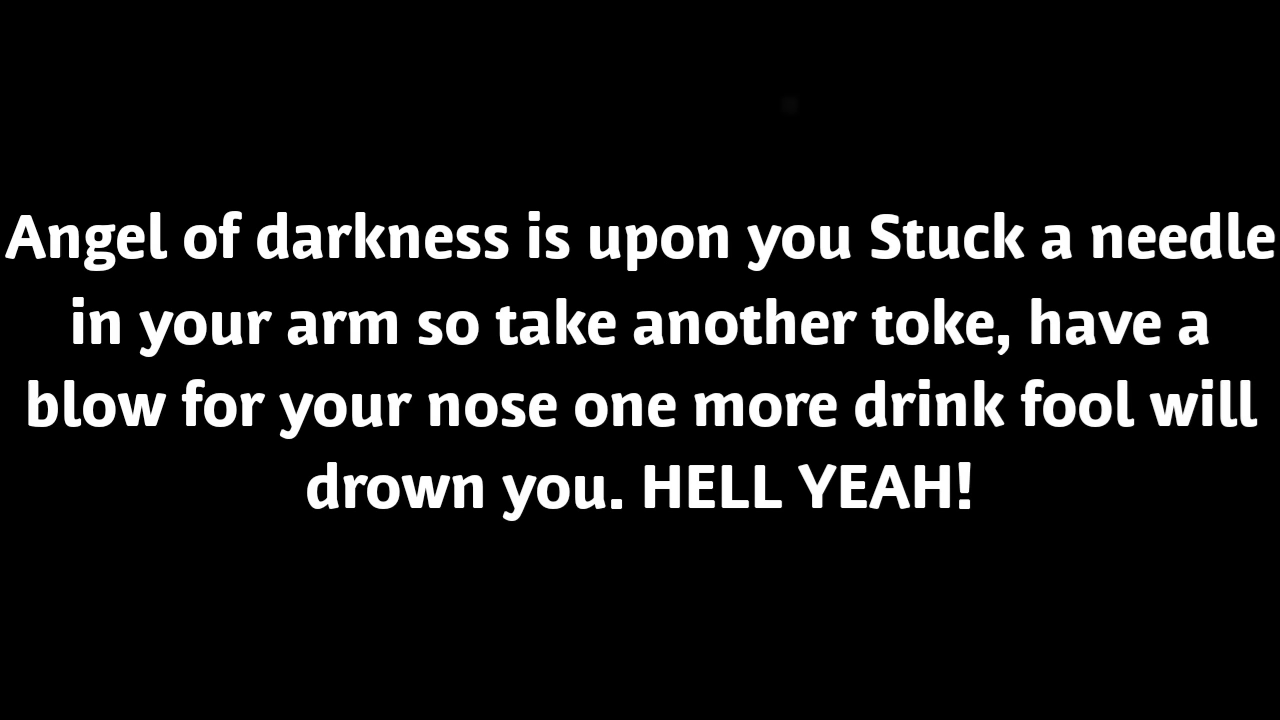 Angel of darkness is upon you Stuck a needle
in your arm so take another toke, have a
blow for your nose one more drink fool will
drown you. HELL YEAH!